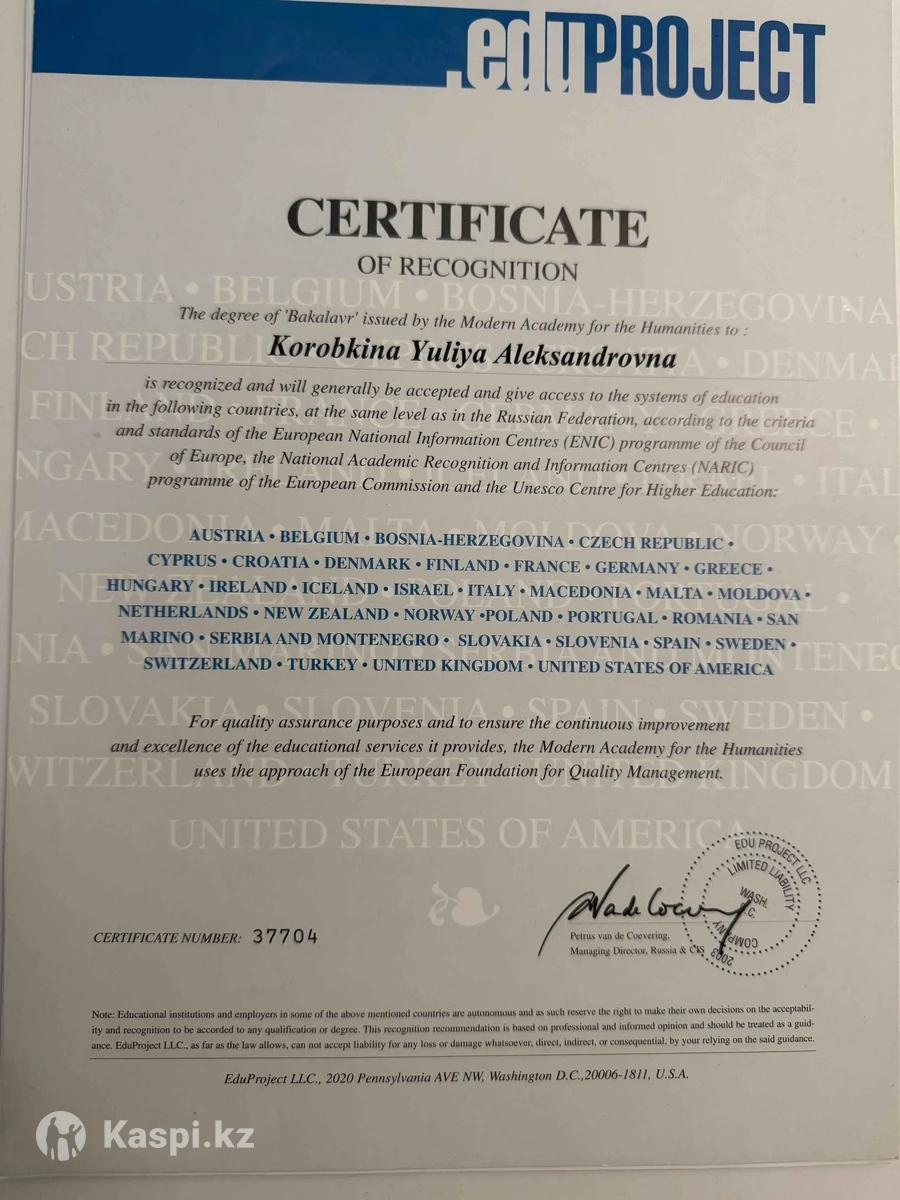 .eduPROJECT
CERTIFICATE
OF RECOGNITION
The degree of 'Bakalavr' issued by the Modern Academy for the Humanities to :
Korobkina Yuliya Aleksandrovna
is recognized and will generally be accepted and give access to the systems of education
in the following countries, at the same level as in the Russian Federation, according to the criteria
and standards of the European National Information Centres (ENIC) programme of the Council
of Europe, the National Academic Recognition and Information Centres (NARIC)
programme of the European Commission and the Unesco Centre for Higher Education:
AUSTRIA • BELGIUM • BOSNIA-HERZEGOVINA • CZECH REPUBLIC •
CYPRUS • CROATIA • DENMARK • FINLAND • FRANCE • GERMANY • GREECE •
HUNGARY • IRELAND • ICELAND • ISRAEL • ITALY • MACEDONIA • MALTA • MOLDOVA •
NETHERLANDS • NEW ZEALAND • NORWAY •POLAND • PORTUGAL • ROMANIA • SAN
MARINO • SERBIA AND MONTENEGRO • SLOVAKIA • SLOVENIA • SPAIN • SWEDEN •
SWITZERLAND • TURKEY • UNITED KINGDOM • UNITED STATES OF AMERICA
For quality assurance purposes and to ensure the continuous improvement
and excellence of the educational services it provides, the Modern Academy for the Humanities
uses the approach of the European Foundation for Quality Management.
UNITED STATES OF AMERICA
EDU PROJECT LLC
LIMITED LIABILITY
COMPANY
WASH.
D.C.
2003
CERTIFICATE NUMBER: 37704
Petrus van de Coevering,
Managing Director, Russia & CIS
Note: Educational institutions and employers in some of the above mentioned countries are autonomous and as such reserve the right to make their own decisions on the acceptabil-
ity and recognition to be accorded to any qualification or degree. This recognition recommendation is based on professional and informed opinion and should be treated as a guid-
ance. EduProject LLC., as far as the law allows, can not accept liability for any loss or damage whatsoever, direct, indirect, or consequential, by your relying on the said guidance.
EduProject LLC., 2020 Pennsylvania AVE NW, Washington D.C.,20006-1811, U.S.A.
Kaspi.kz